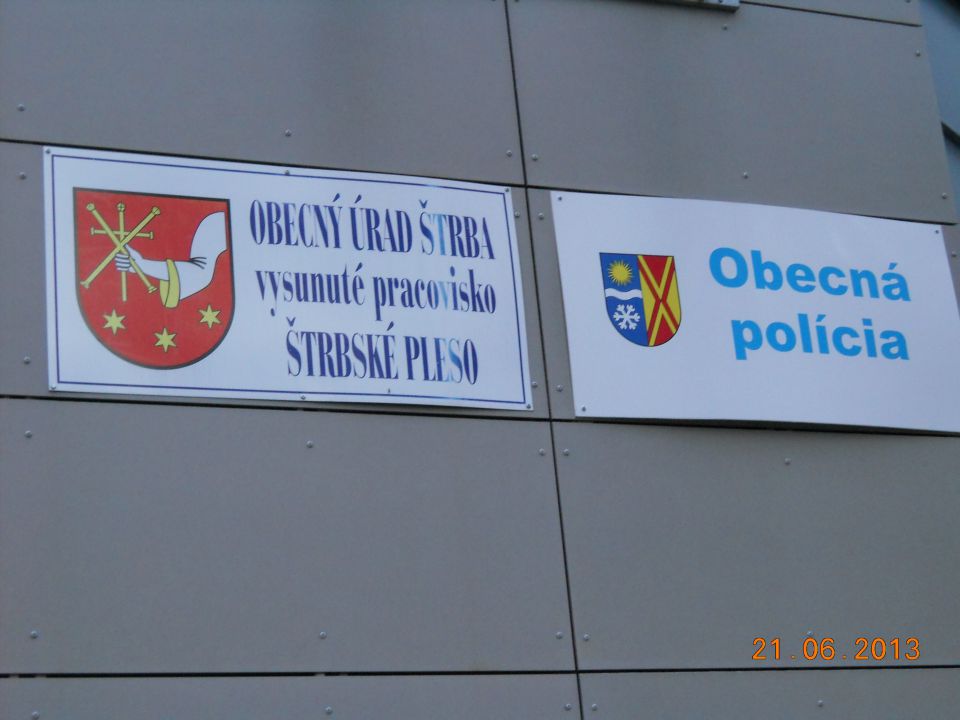 OBECNÝ ÚRAD ŠTRBA
vysunuté pracovisko
ŠTRBSKÉ PLESO
Obecná
polícia
21.06.2013